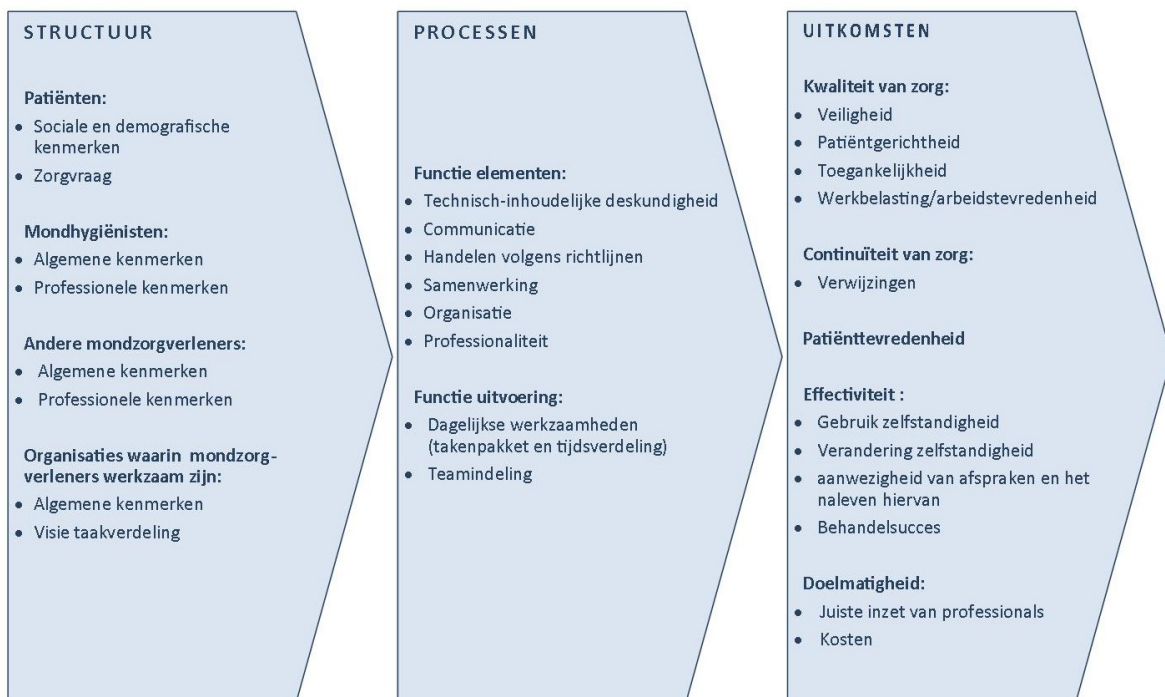 STRUCTUUR
Patiënten:
• Sociale en demografische
kenmerken
• Zorgvraag
Mondhygiënisten:
• Algemene kenmerken
• Professionele kenmerken
Andere mondzorgverleners:
• Algemene kenmerken
• Professionele kenmerken
Organisaties waarin mondzorg-
verleners werkzaam zijn:
• Algemene kenmerken
• Visie taakverdeling
PROCESSEN
Functie elementen:
• Technisch-inhoudelijke deskundigheid
• Communicatie
• Handelen volgens richtlijnen
• Samenwerking
• Organisatie
• Professionaliteit
Functie uitvoering:
• Dagelijkse werkzaamheden
(takenpakket en tijdsverdeling)
• Teamindeling
UITKOMSTEN
Kwaliteit van zorg:
• Veiligheid
• Patiëntgerichtheid
• Toegankelijkheid
• Werkbelasting/arbeidstevredenheid
Continuïteit van zorg:
• Verwijzingen
Patiënttevredenheid
Effectiviteit :
• Gebruik zelfstandigheid
• Verandering zelfstandigheid
• aanwezigheid van afspraken en het
naleven hiervan
• Behandelsucces
Doelmatigheid:
• Juiste inzet van professionals
• Kosten